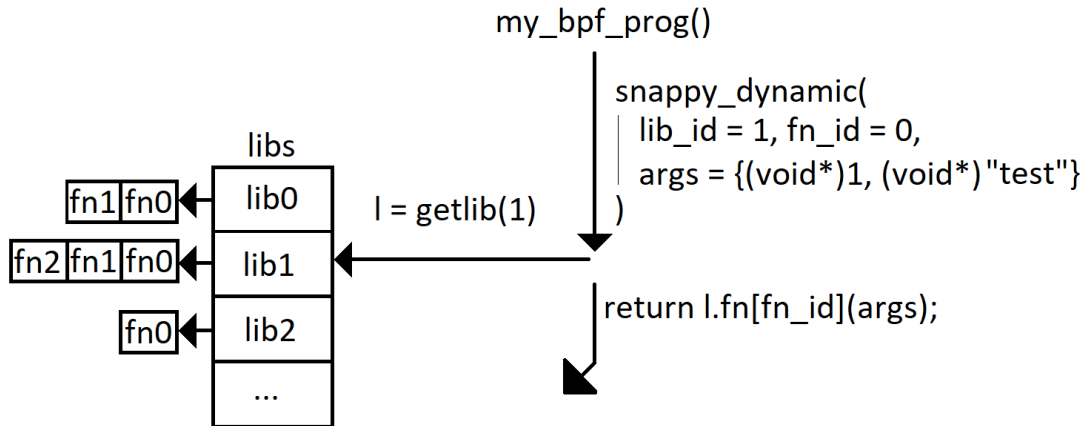 my_bpf_prog()
snappy_dynamic(
lib_id = 1, fn_id = 0,
args = {(void*)1, (void*) "test"}
)
libs
fn1 fn0
lib0
l = getlib(1)
fn2 fn1 fn0
lib1
fn0
lib2
return l.fn[fn_id](args);
...